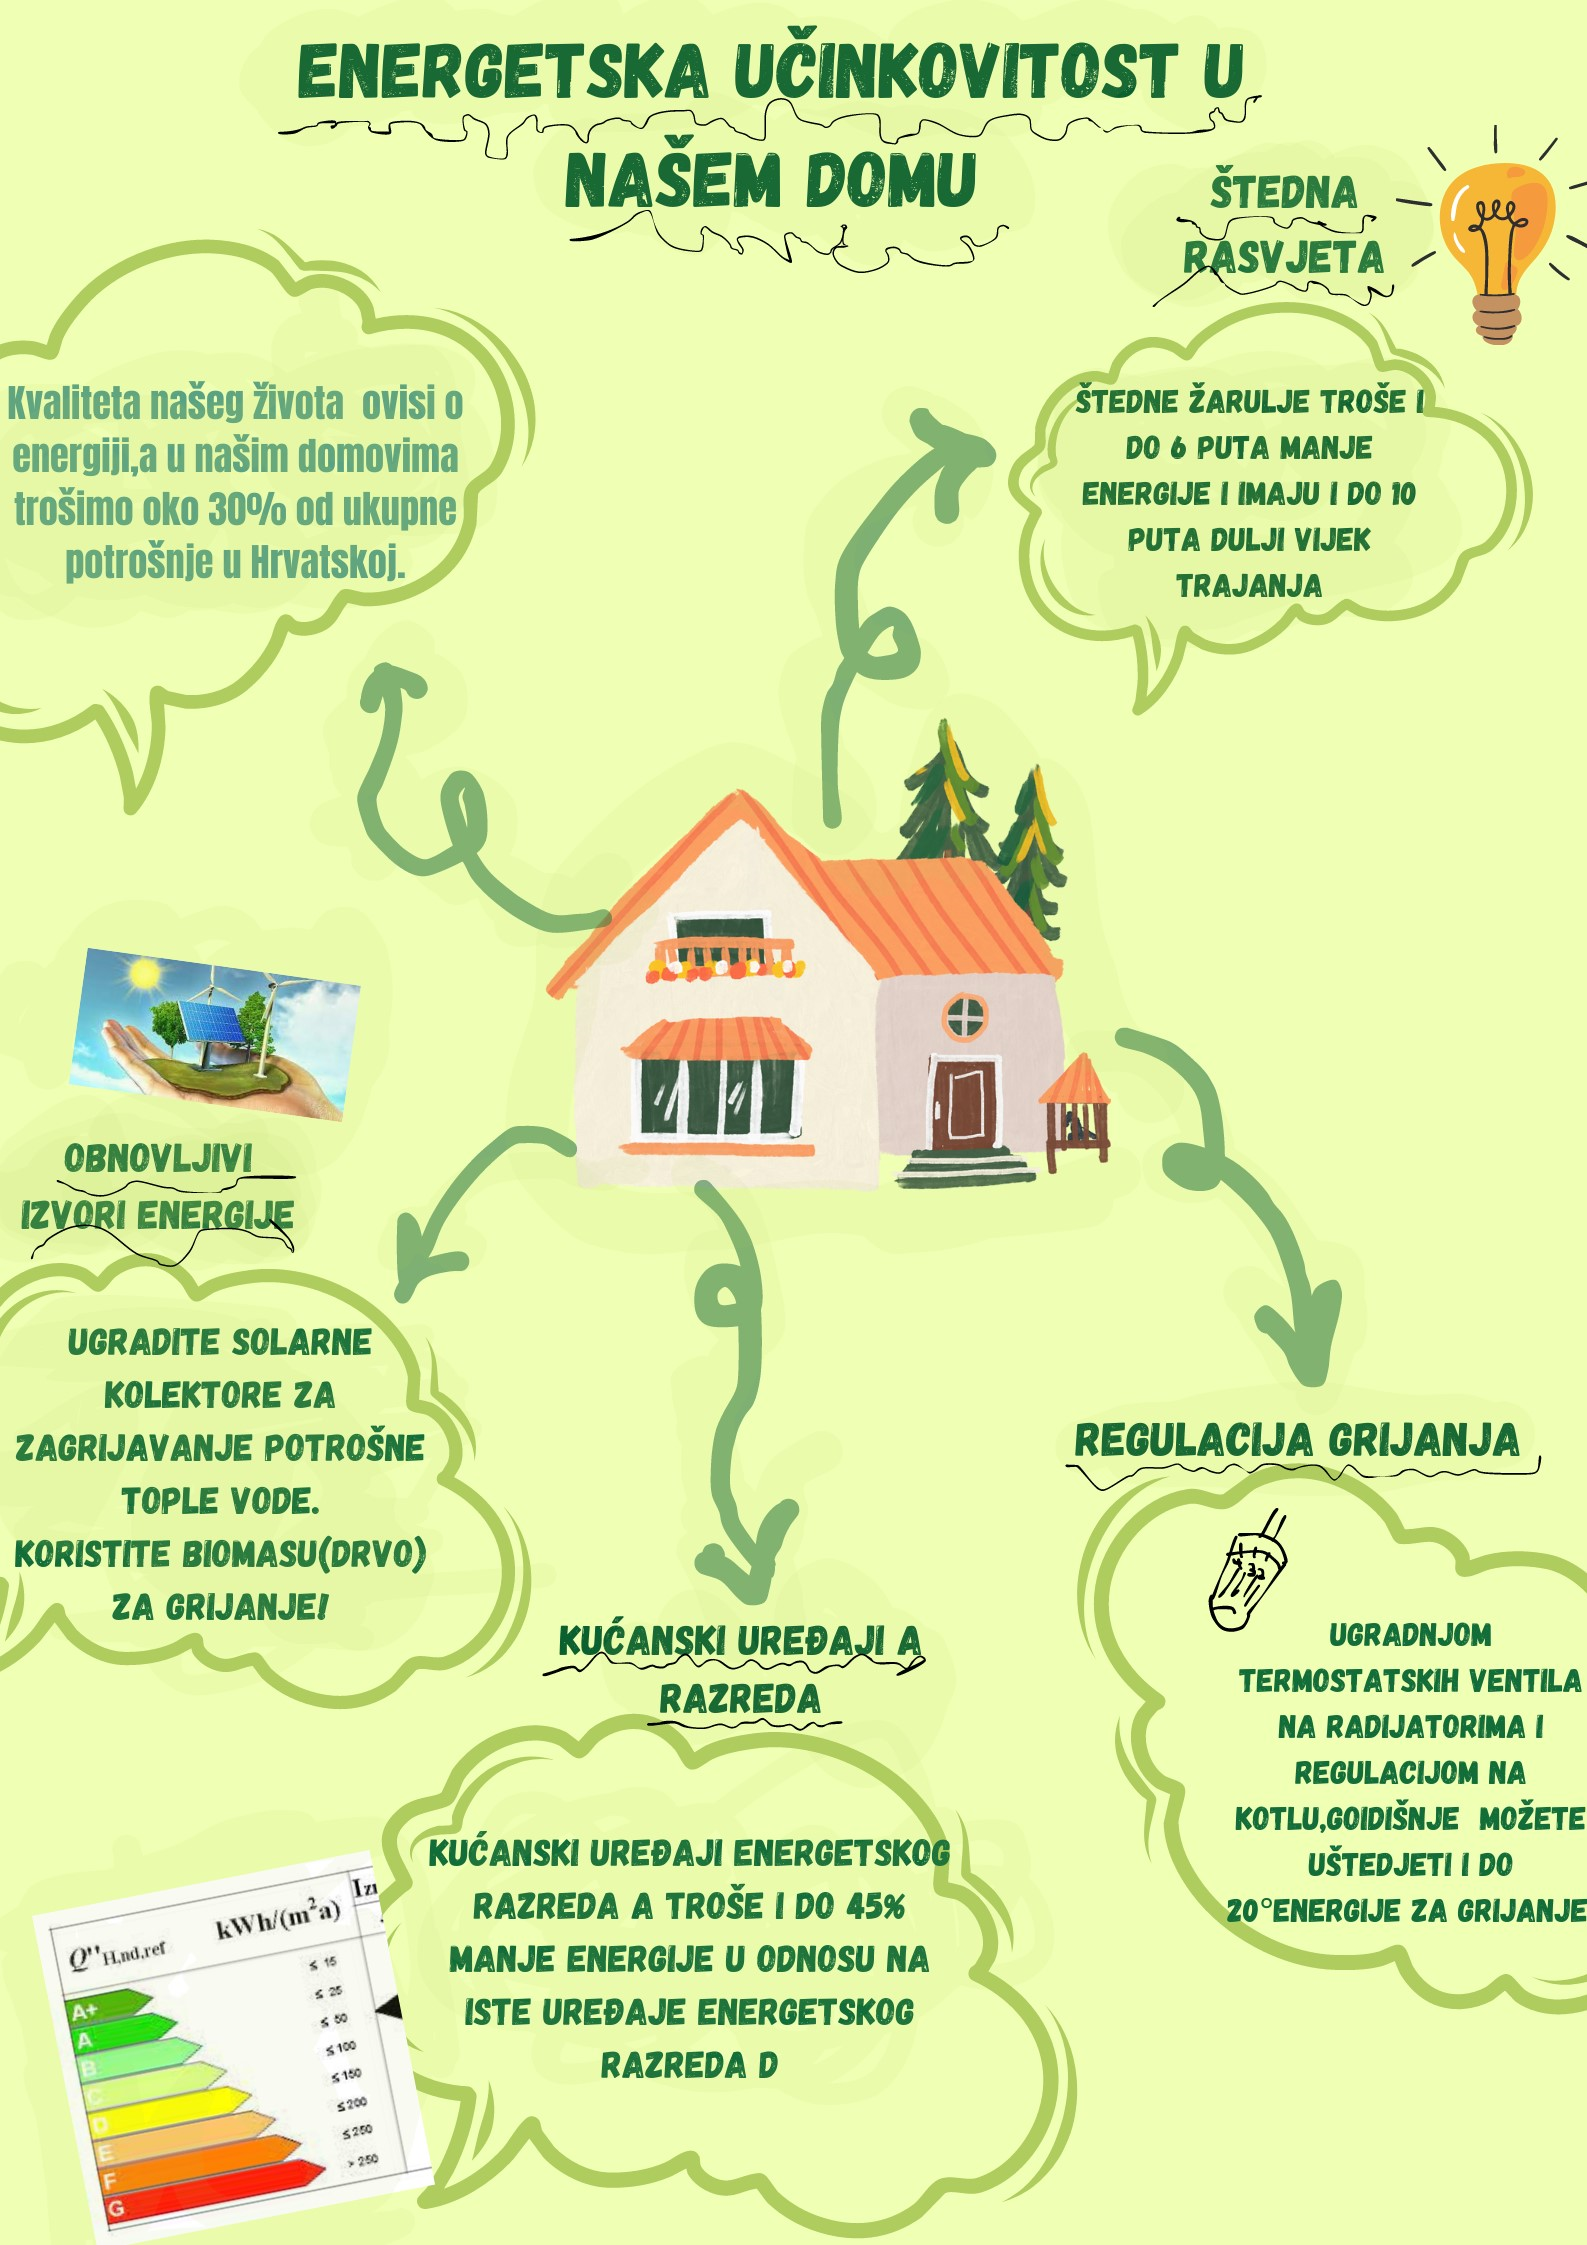 ENERGETSKA UČINKOVITOST U
NAŠEM DOMU
ŠTEDNA
RASVJETA
Kvaliteta našeg života ovisi o
energiji,a u našim domovima
trošimo oko 30% od ukupne
potrošnje u Hrvatskoj.
ŠTEDNE ŽARULJE TROŠE I
DO 6 PUTA MANJE
ENERGIJE I IMAJU I DO 10
PUTA DULJI VIJEK
TRAJANJA
OBNOVLJIVI
IZVORI ENERGIJE
UGRADITE SOLARNE
KOLEKTORE ZA
ZAGRIJAVANJE POTROŠNE
TOPLE VODE.
KORISTITE BIOMASU(DRVO)
ZA GRIJANJE!
REGULACIJA GRIJANJA
4 3 2
UGRADNJOM
TERMOSTATSKIH VENTILA
NA RADIJATORIMA I
REGULACIJOM NA
KOTLU,GOIDIŠNJE MOŽETE
UŠTEDJETI I DO
20°ENERGIJE ZA GRIJANJE
KUĆANSKI UREĐAJI A
RAZREDA
KUĆANSKI UREĐAJI ENERGETSKOG
RAZREDA A TROŠE I DO 45%
MANJE ENERGIJE U ODNOSU NA
ISTE UREĐAJE ENERGETSKOG
RAZREDA D
Q''H,nd,ref kWh/(m²a)
A+ ≤ 15
A ≤ 25
B ≤ 50
C ≤ 100
D ≤ 150
E ≤ 200
F ≤ 250
G > 250